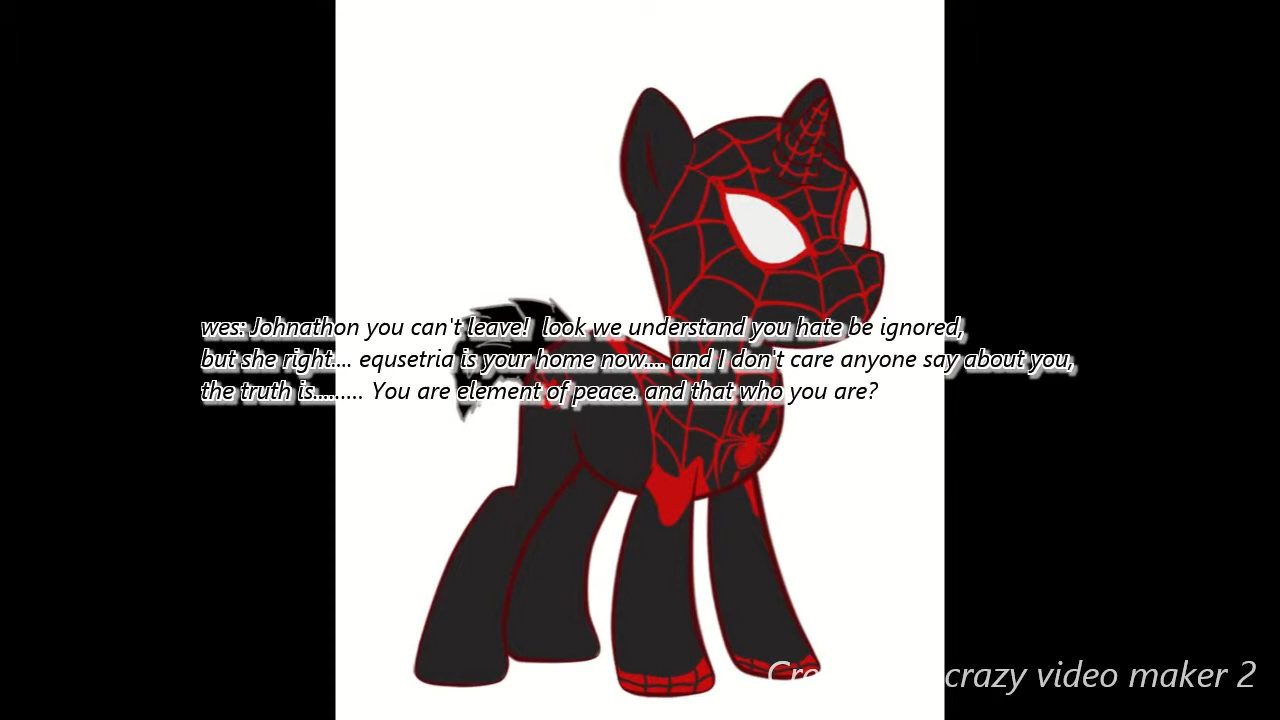 wes: Johnathon you can't leave!  look we understand you hate be ignored,
but she right.... equsetria is your home now.... and I don't care anyone say about you,
the truth is......... You are element of peace. and that who you are?
crazy video maker 2